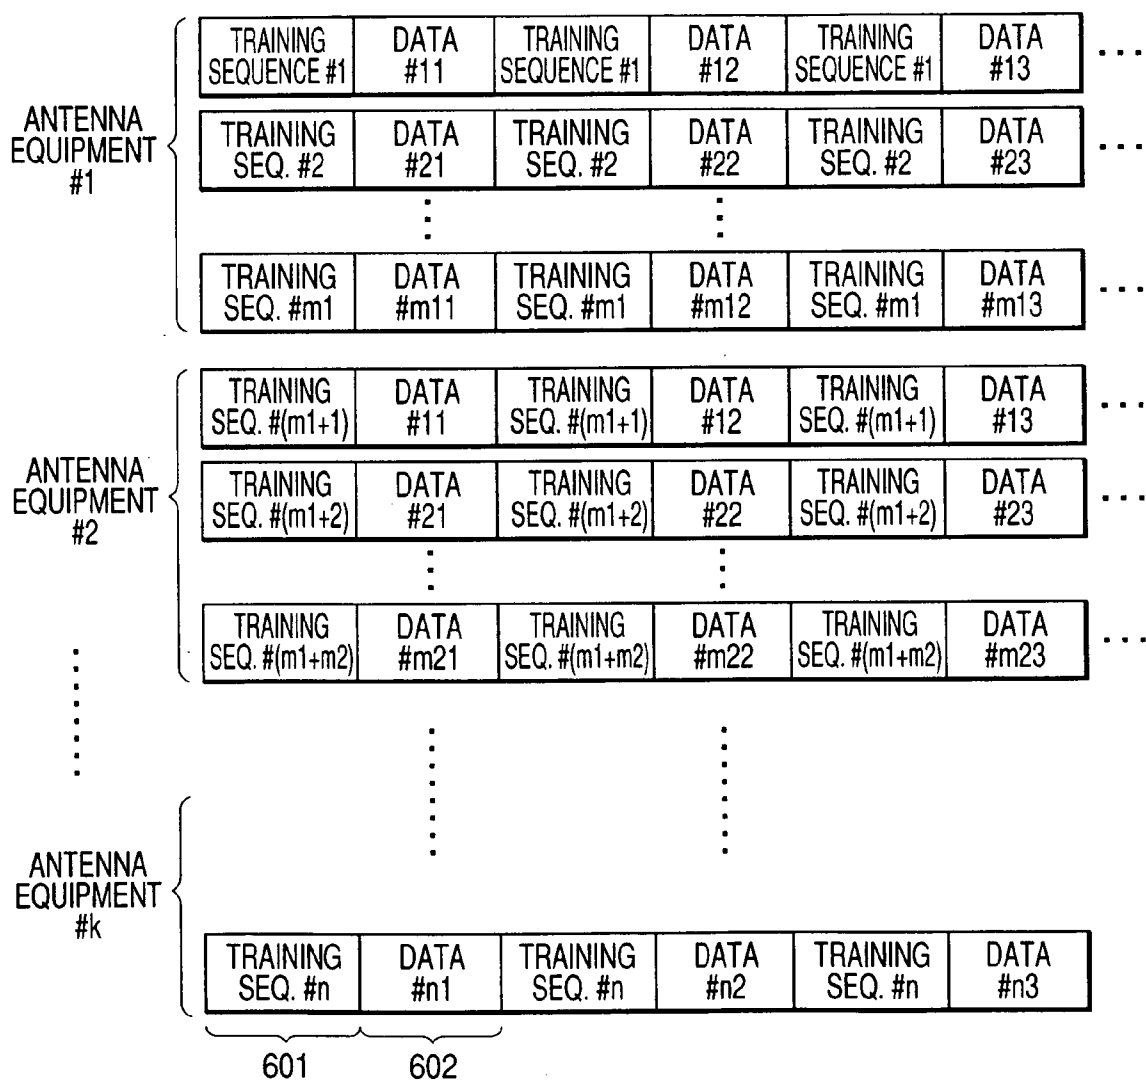 TRAINING SEQUENCE #1 DATA #11 TRAINING SEQUENCE #1 DATA #12 TRAINING SEQUENCE #1 DATA #13 ...
ANTENNA EQUIPMENT #1
TRAINING SEQ. #2 DATA #21 TRAINING SEQ. #2 DATA #22 TRAINING SEQ. #2 DATA #23 ...
TRAINING SEQ. #m1 DATA #m11 TRAINING SEQ. #m1 DATA #m12 TRAINING SEQ. #m1 DATA #m13 ...
TRAINING SEQ. #(m1+1) DATA #11 TRAINING SEQ. #(m1+1) DATA #12 TRAINING SEQ. #(m1+1) DATA #13 ...
ANTENNA EQUIPMENT #2
TRAINING SEQ. #(m1+2) DATA #21 TRAINING SEQ. #(m1+2) DATA #22 TRAINING SEQ. #(m1+2) DATA #23 ...
TRAINING SEQ. #(m1+m2) DATA #m21 TRAINING SEQ. #(m1+m2) DATA #m22 TRAINING SEQ. #(m1+m2) DATA #m23 ...
ANTENNA EQUIPMENT #k
TRAINING SEQ. #n DATA #n1 TRAINING SEQ. #n DATA #n2 TRAINING SEQ. #n DATA #n3
601 602